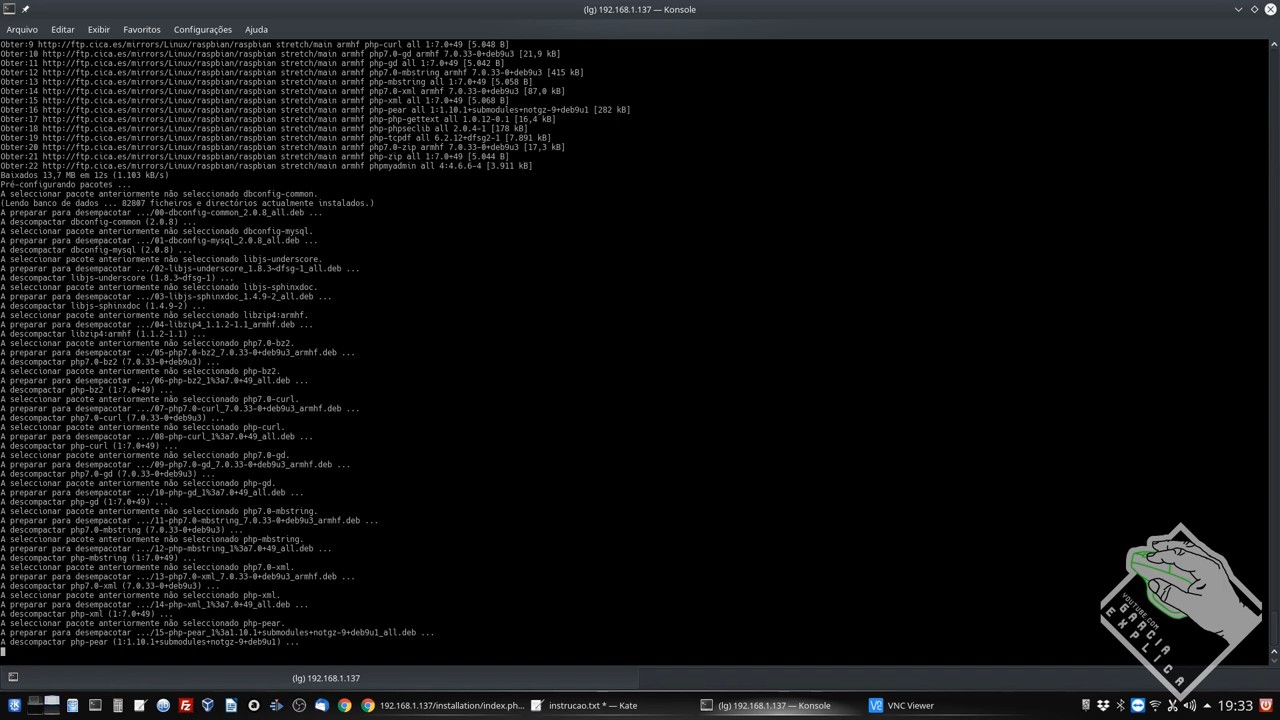 (lg) 192.168.1.137 — Konsole
Arquivo Editar Exibir Favoritos Configurações Ajuda
Obter:9 http://ftp.cica.es/mirrors/Linux/raspbian/raspbian stretch/main armhf php-curl all 1:7.0+49 [5.048 B]
Obter:10 http://ftp.cica.es/mirrors/Linux/raspbian/raspbian stretch/main armhf php7.0-gd armhf 7.0.33-0+deb9u3 [21,9 kB]
Obter:11 http://ftp.cica.es/mirrors/Linux/raspbian/raspbian stretch/main armhf php-gd all 1:7.0+49 [5.042 B]
Obter:12 http://ftp.cica.es/mirrors/Linux/raspbian/raspbian stretch/main armhf php7.0-mbstring armhf 7.0.33-0+deb9u3 [415 kB]
Obter:13 http://ftp.cica.es/mirrors/Linux/raspbian/raspbian stretch/main armhf php-mbstring all 1:7.0+49 [5.058 B]
Obter:14 http://ftp.cica.es/mirrors/Linux/raspbian/raspbian stretch/main armhf php7.0-xml armhf 7.0.33-0+deb9u3 [87,0 kB]
Obter:15 http://ftp.cica.es/mirrors/Linux/raspbian/raspbian stretch/main armhf php-xml all 1:7.0+49 [5.068 B]
Obter:16 http://ftp.cica.es/mirrors/Linux/raspbian/raspbian stretch/main armhf php-pear all 1:1.10.1+submodules+notgz-9+deb9u1 [282 kB]
Obter:17 http://ftp.cica.es/mirrors/Linux/raspbian/raspbian stretch/main armhf php-php-gettext all 1.0.12-0.1 [16,4 kB]
Obter:18 http://ftp.cica.es/mirrors/Linux/raspbian/raspbian stretch/main armhf php-phpseclib all 2.0.4-1 [178 kB]
Obter:19 http://ftp.cica.es/mirrors/Linux/raspbian/raspbian stretch/main armhf php-tcpdf all 6.2.12+dfsg2-1 [7.891 kB]
Obter:20 http://ftp.cica.es/mirrors/Linux/raspbian/raspbian stretch/main armhf php7.0-zip armhf 7.0.33-0+deb9u3 [17,3 kB]
Obter:21 http://ftp.cica.es/mirrors/Linux/raspbian/raspbian stretch/main armhf php-zip all 1:7.0+49 [5.044 B]
Obter:22 http://ftp.cica.es/mirrors/Linux/raspbian/raspbian stretch/main armhf phpmyadmin all 4:4.6.6-4 [3.911 kB]
Baixados 13,7 MB em 12s (1.103 kB/s)
Pré-configurando pacotes ...
A seleccionar pacote anteriormente não seleccionado dbconfig-common.
(Lendo banco de dados ... 82807 ficheiros e directórios actualmente instalados.)
A preparar para desempacotar .../00-dbconfig-common_2.0.8_all.deb ...
A descompactar dbconfig-common (2.0.8) ...
A seleccionar pacote anteriormente não seleccionado dbconfig-mysql.
A preparar para desempacotar .../01-dbconfig-mysql_2.0.8_all.deb ...
A descompactar dbconfig-mysql (2.0.8) ...
A seleccionar pacote anteriormente não seleccionado libjs-underscore.
A preparar para desempacotar .../02-libjs-underscore_1.8.3~dfsg-1_all.deb ...
A descompactar libjs-underscore (1.8.3~dfsg-1) ...
A seleccionar pacote anteriormente não seleccionado libjs-sphinxdoc.
A preparar para desempacotar .../03-libjs-sphinxdoc_1.4.9-2_all.deb ...
A descompactar libjs-sphinxdoc (1.4.9-2) ...
A seleccionar pacote anteriormente não seleccionado libzip4:armhf.
A preparar para desempacotar .../04-libzip4_1.1.2-1.1_armhf.deb ...
A descompactar libzip4:armhf (1.1.2-1.1) ...
A seleccionar pacote anteriormente não seleccionado php7.0-bz2.
A preparar para desempacotar .../05-php7.0-bz2_7.0.33-0+deb9u3_armhf.deb ...
A descompactar php7.0-bz2 (7.0.33-0+deb9u3) ...
A seleccionar pacote anteriormente não seleccionado php-bz2.
A preparar para desempacotar .../06-php-bz2_1%3a7.0+49_all.deb ...
A descompactar php-bz2 (1:7.0+49) ...
A seleccionar pacote anteriormente não seleccionado php7.0-curl.
A preparar para desempacotar .../07-php7.0-curl_7.0.33-0+deb9u3_armhf.deb ...
A descompactar php7.0-curl (7.0.33-0+deb9u3) ...
A seleccionar pacote anteriormente não seleccionado php-curl.
A preparar para desempacotar .../08-php-curl_1%3a7.0+49_all.deb ...
A descompactar php-curl (1:7.0+49) ...
A seleccionar pacote anteriormente não seleccionado php7.0-gd.
A preparar para desempacotar .../09-php7.0-gd_7.0.33-0+deb9u3_armhf.deb ...
A descompactar php7.0-gd (7.0.33-0+deb9u3) ...
A seleccionar pacote anteriormente não seleccionado php-gd.
A preparar para desempacotar .../10-php-gd_1%3a7.0+49_all.deb ...
A descompactar php-gd (1:7.0+49) ...
A seleccionar pacote anteriormente não seleccionado php7.0-mbstring.
A preparar para desempacotar .../11-php7.0-mbstring_7.0.33-0+deb9u3_armhf.deb ...
A descompactar php7.0-mbstring (7.0.33-0+deb9u3) ...
A seleccionar pacote anteriormente não seleccionado php-mbstring.
A preparar para desempacotar .../12-php-mbstring_1%3a7.0+49_all.deb ...
A descompactar php-mbstring (1:7.0+49) ...
A seleccionar pacote anteriormente não seleccionado php7.0-xml.
A preparar para desempacotar .../13-php7.0-xml_7.0.33-0+deb9u3_armhf.deb ...
A descompactar php7.0-xml (7.0.33-0+deb9u3) ...
A seleccionar pacote anteriormente não seleccionado php-xml.
A preparar para desempacotar .../14-php-xml_1%3a7.0+49_all.deb ...
A descompactar php-xml (1:7.0+49) ...
A seleccionar pacote anteriormente não seleccionado php-pear.
A preparar para desempacotar .../15-php-pear_1%3a1.10.1+submodules+notgz-9+deb9u1_all.deb ...
A descompactar php-pear (1:1.10.1+submodules+notgz-9+deb9u1) ...
YOUTUBE.COM
GARCIA
EXPLICA
(lg) 192.168.1.137
192.168.1.137/installation/index.ph... instrucao.txt * — Kate (lg) 192.168.1.137 — Konsole VNC Viewer 19:33